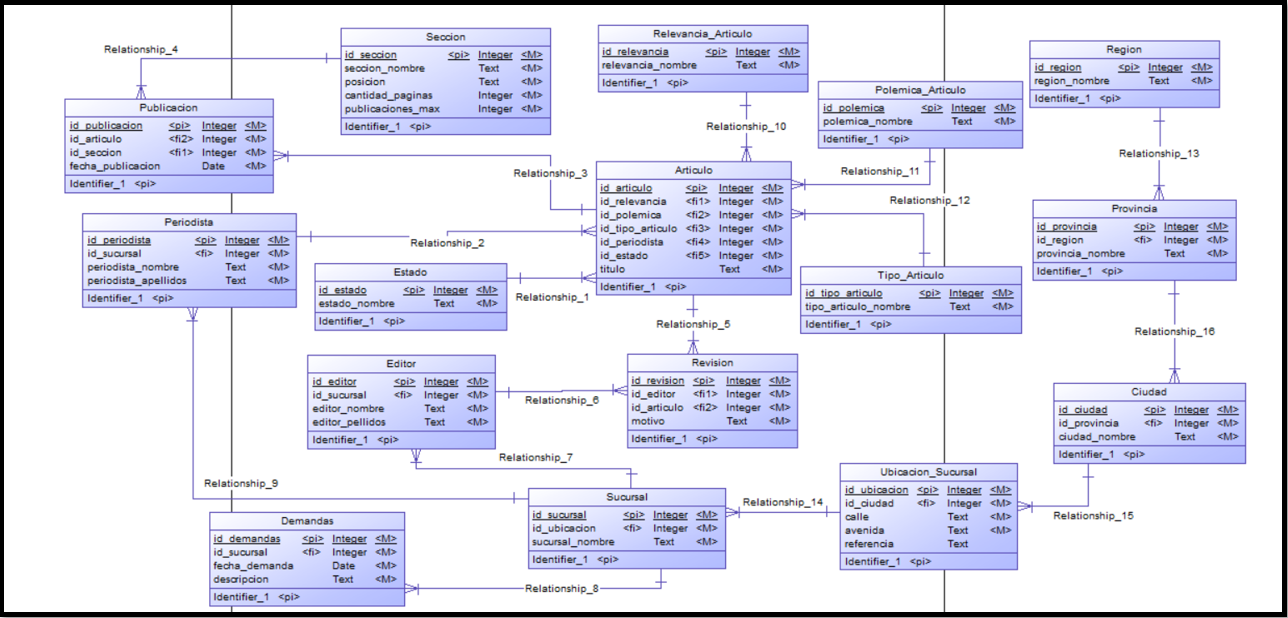 Relationship_4
Seccion
id_seccion <pi> Integer <M>
seccion_nombre Text <M>
posicion Text <M>
cantidad_paginas Integer <M>
publicaciones_max Integer <M>
Identifier_1 <pi>
Relevancia_Articulo
id_relevancia <pi> Integer <M>
relevancia_nombre Text <M>
Identifier_1 <pi>
Region
id_region <pi> Integer <M>
region_nombre Text <M>
Identifier_1 <pi>
Polemica_Articulo
id_polemica <pi> Integer <M>
polemica_nombre Text <M>
Identifier_1 <pi>
Publicacion
id_publicacion <pi> Integer <M>
id_articulo <fi2> Integer <M>
id_seccion <fi1> Integer <M>
fecha_publicacion Date <M>
Identifier_1 <pi>
Relationship_10
Relationship_13
Relationship_3
Relationship_11
Relationship_12
Articulo
id_articulo <pi> Integer <M>
id_relevancia <fi1> Integer <M>
id_polemica <fi2> Integer <M>
id_tipo_articulo <fi3> Integer <M>
id_periodista <fi4> Integer <M>
id_estado <fi5> Integer <M>
titulo Text <M>
Identifier_1 <pi>
Provincia
id_provincia <pi> Integer <M>
id_region <fi> Integer <M>
provincia_nombre Text <M>
Identifier_1 <pi>
Periodista
id_periodista <pi> Integer <M>
id_sucursal <fi> Integer <M>
periodista_nombre Text <M>
periodista_apellidos Text <M>
Identifier_1 <pi>
Relationship_2
Estado
id_estado <pi> Integer <M>
estado_nombre Text <M>
Identifier_1 <pi>
Relationship_1
Tipo_Articulo
id_tipo_articulo <pi> Integer <M>
tipo_articulo_nombre Text <M>
Identifier_1 <pi>
Relationship_5
Relationship_16
Editor
id_editor <pi> Integer <M>
id_sucursal <fi> Integer <M>
editor_nombre Text <M>
editor_pellidos Text <M>
Identifier_1 <pi>
Relationship_6
Revision
id_revision <pi> Integer <M>
id_editor <fi1> Integer <M>
id_articulo <fi2> Integer <M>
motivo Text <M>
Identifier_1 <pi>
Ciudad
id_ciudad <pi> Integer <M>
id_provincia <fi> Integer <M>
ciudad_nombre Text <M>
Identifier_1 <pi>
Relationship_7
Relationship_9
Sucursal
id_sucursal <pi> Integer <M>
id_ubicacion <fi> Integer <M>
sucursal_nombre Text <M>
Identifier_1 <pi>
Relationship_14
Ubicacion_Sucursal
id_ubicacion <pi> Integer <M>
id_ciudad <fi> Integer <M>
calle Text <M>
avenida Text <M>
referencia Text
Identifier_1 <pi>
Relationship_15
Demandas
id_demandas <pi> Integer <M>
id_sucursal <fi> Integer <M>
fecha_demanda Date <M>
descripcion Text <M>
Identifier_1 <pi>
Relationship_8